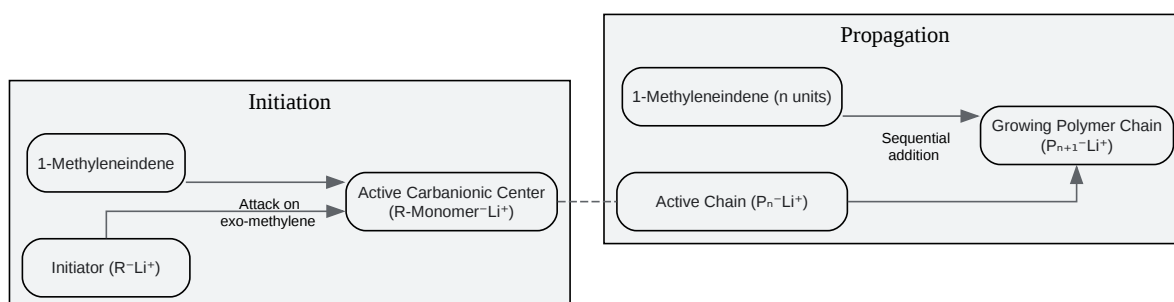 Initiation
1-Methyleneindene
Attack on
exo-methylene
Initiator (R⁻Li⁺)
Active Carbanionic Center
(R-Monomer⁻Li⁺)
Propagation
1-Methyleneindene (n units)
Sequential
addition
Active Chain (Pₙ⁻Li⁺)
Growing Polymer Chain
(Pₙ₊₁⁻Li⁺)